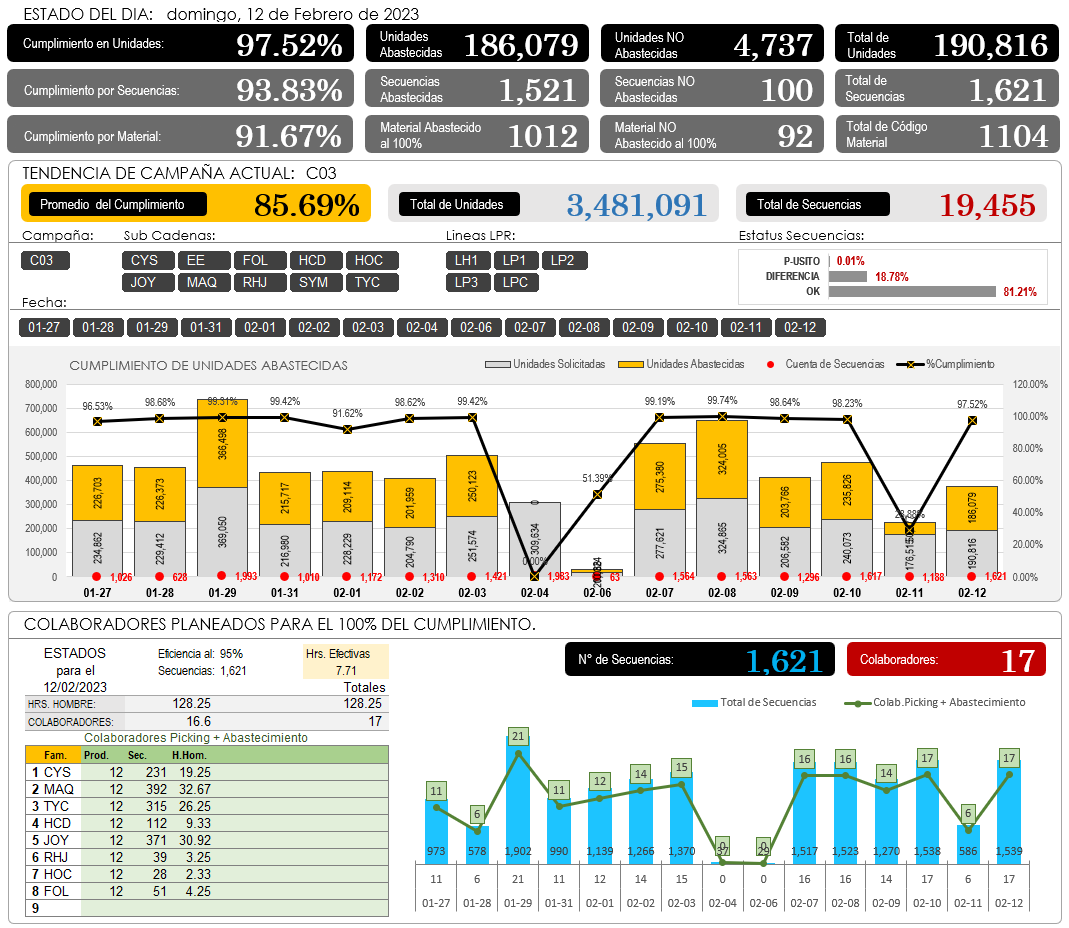 ESTADO DEL DIA: domingo, 12 de Febrero de 2023
Cumplimiento en Unidades: 97.52%
Unidades Abastecidas 186,079
Unidades NO Abastecidas 4,737
Total de Unidades 190,816
Cumplimiento por Secuencias: 93.83%
Secuencias Abastecidas 1,521
Secuencias NO Abastecidas 100
Total de Secuencias 1,621
Cumplimiento por Material: 91.67%
Material Abastecido al 100% 1012
Material NO Abastecido al 100% 92
Total de Código Material 1104
TENDENCIA DE CAMPAÑA ACTUAL: C03
Promedio del Cumplimiento 85.69%
Total de Unidades 3,481,091
Total de Secuencias 19,455
Campaña: Sub Cadenas: Lineas LPR: Estatus Secuencias:
C03 CYS EE FOL HCD HOC LH1 LP1 LP2
JOY MAQ RHJ SYM TYC LP3 LPC
P-USITO 0.01%
DIFERENCIA 18.78%
OK 81.21%
Fecha:
01-27 01-28 01-29 01-31 02-01 02-02 02-03 02-04 02-06 02-07 02-08 02-09 02-10 02-11 02-12
CUMPLIMIENTO DE UNIDADES ABASTECIDAS
Unidades Solicitadas Unidades Abastecidas Cuenta de Secuencias %Cumplimiento
800,000
700,000
600,000
500,000
400,000
300,000
200,000
100,000
0
120.00%
100.00%
80.00%
60.00%
40.00%
20.00%
0.00%
96.53% 98.68% 99.31% 99.42% 91.62% 98.62% 99.42% 0.00% 51.39% 99.19% 99.74% 98.64% 98.23% 97.52%
226,703 226,373 366,498 215,717 209,114 201,959 250,123 0 275,380 324,005 203,766 235,826 186,079
234,862 229,412 369,050 216,980 228,229 204,790 251,574 309,634 277,621 324,865 206,582 240,073 176,515 190,816
1,026 628 1,993 1,010 1,172 1,310 1,421 1,983 63 1,564 1,563 1,296 1,617 1,188 1,621
01-27 01-28 01-29 01-31 02-01 02-02 02-03 02-04 02-06 02-07 02-08 02-09 02-10 02-11 02-12
COLABORADORES PLANEADOS PARA EL 100% DEL CUMPLIMIENTO.
ESTADOS para el 12/02/2023
Eficiencia al: 95%
Secuencias: 1,621
Hrs. Efectivas
7.71
Totales
HRS. HOMBRE: 128.25 128.25
COLABORADORES: 16.6 17
Colaboradores Picking + Abastecimiento
Fam. Prod. Sec. H.Hom.
1 CYS 12 231 19.25
2 MAQ 12 392 32.67
3 TYC 12 315 26.25
4 HCD 12 112 9.33
5 JOY 12 371 30.92
6 RHJ 12 39 3.25
7 HOC 12 28 2.33
8 FOL 12 51 4.25
9
N° de Secuencias: 1,621
Colaboradores: 17
Total de Secuencias Colab.Picking + Abastecimiento
11 6 21 11 12 14 15 0 0 16 16 14 17 6 17
973 578 1,902 990 1,139 1,266 1,370 37 29 1,517 1,523 1,270 1,538 586 1,539
11 6 21 11 12 14 15 0 0 16 16 14 17 6 17
01-27 01-28 01-29 01-31 02-01 02-02 02-03 02-04 02-06 02-07 02-08 02-09 02-10 02-11 02-12